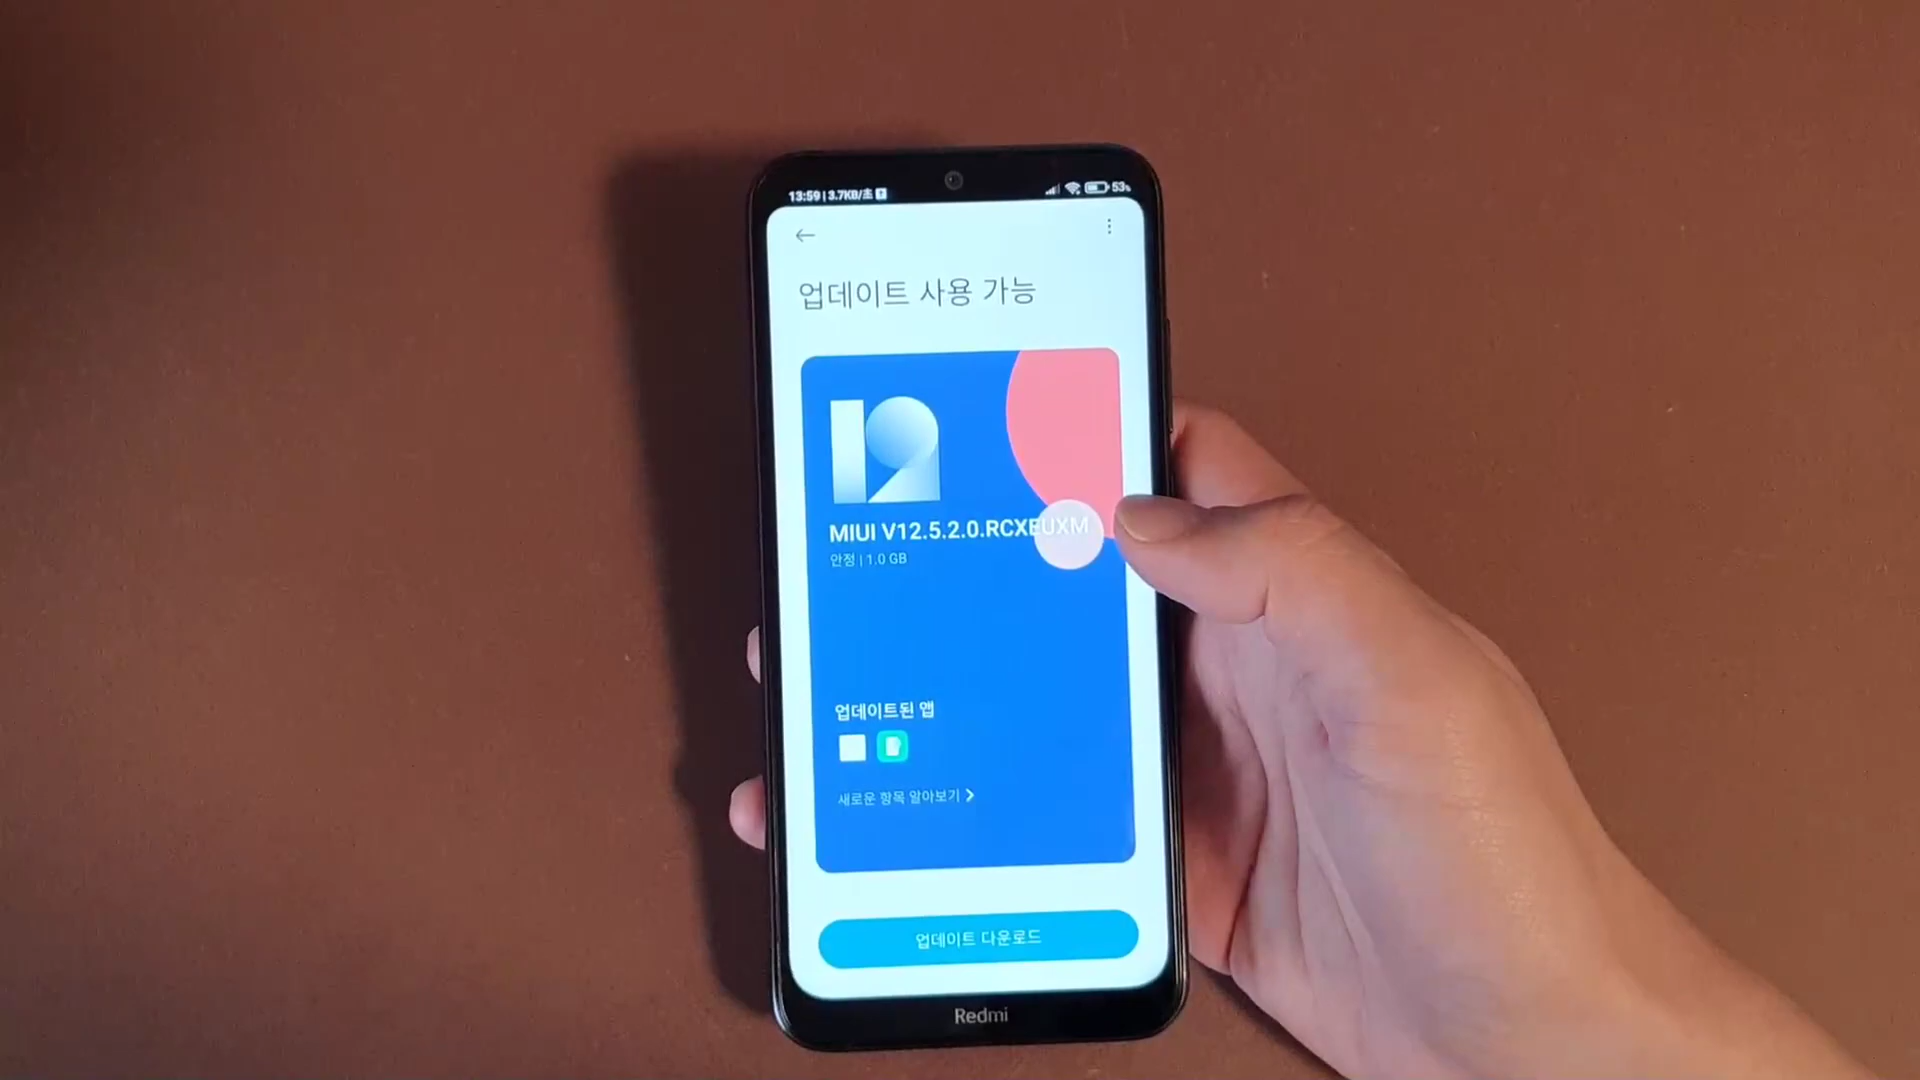 13:59 | 3.7KB/초
53%
업데이트 사용 가능
12
MIUI V12.5.2.0.RCXEUXM
안정 | 1.0 GB
업데이트된 앱
새로운 항목 알아보기
업데이트 다운로드
Redmi